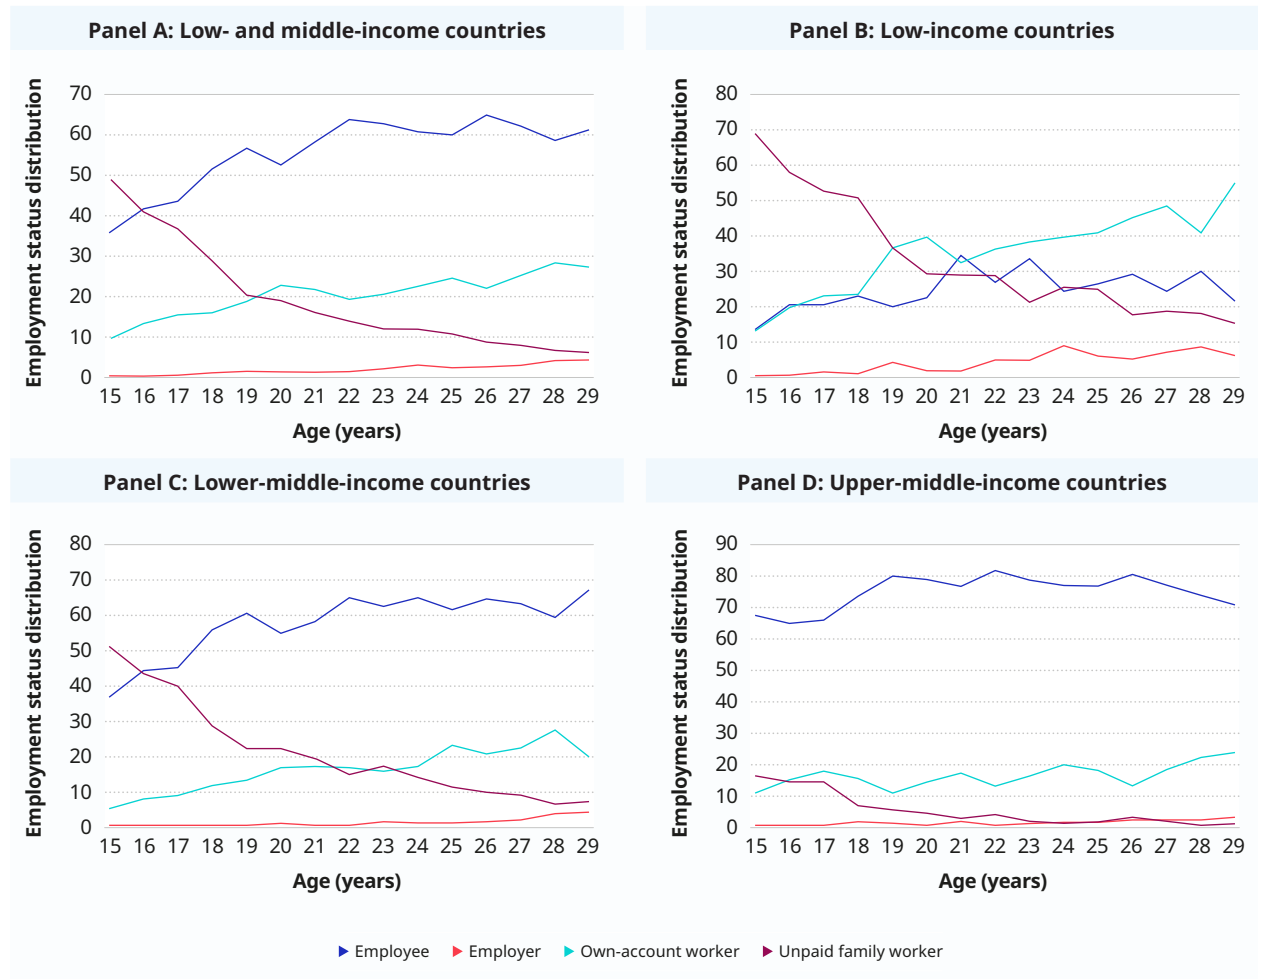 Panel A: Low- and middle-income countries
Employment status distribution
70
60
50
40
30
20
10
0
15 16 17 18 19 20 21 22 23 24 25 26 27 28 29
Age (years)
Panel B: Low-income countries
Employment status distribution
80
70
60
50
40
30
20
10
0
15 16 17 18 19 20 21 22 23 24 25 26 27 28 29
Age (years)
Panel C: Lower-middle-income countries
Employment status distribution
80
70
60
50
40
30
20
10
0
15 16 17 18 19 20 21 22 23 24 25 26 27 28 29
Age (years)
Panel D: Upper-middle-income countries
Employment status distribution
90
80
70
60
50
40
30
20
10
0
15 16 17 18 19 20 21 22 23 24 25 26 27 28 29
Age (years)
Employee Employer Own-account worker Unpaid family worker